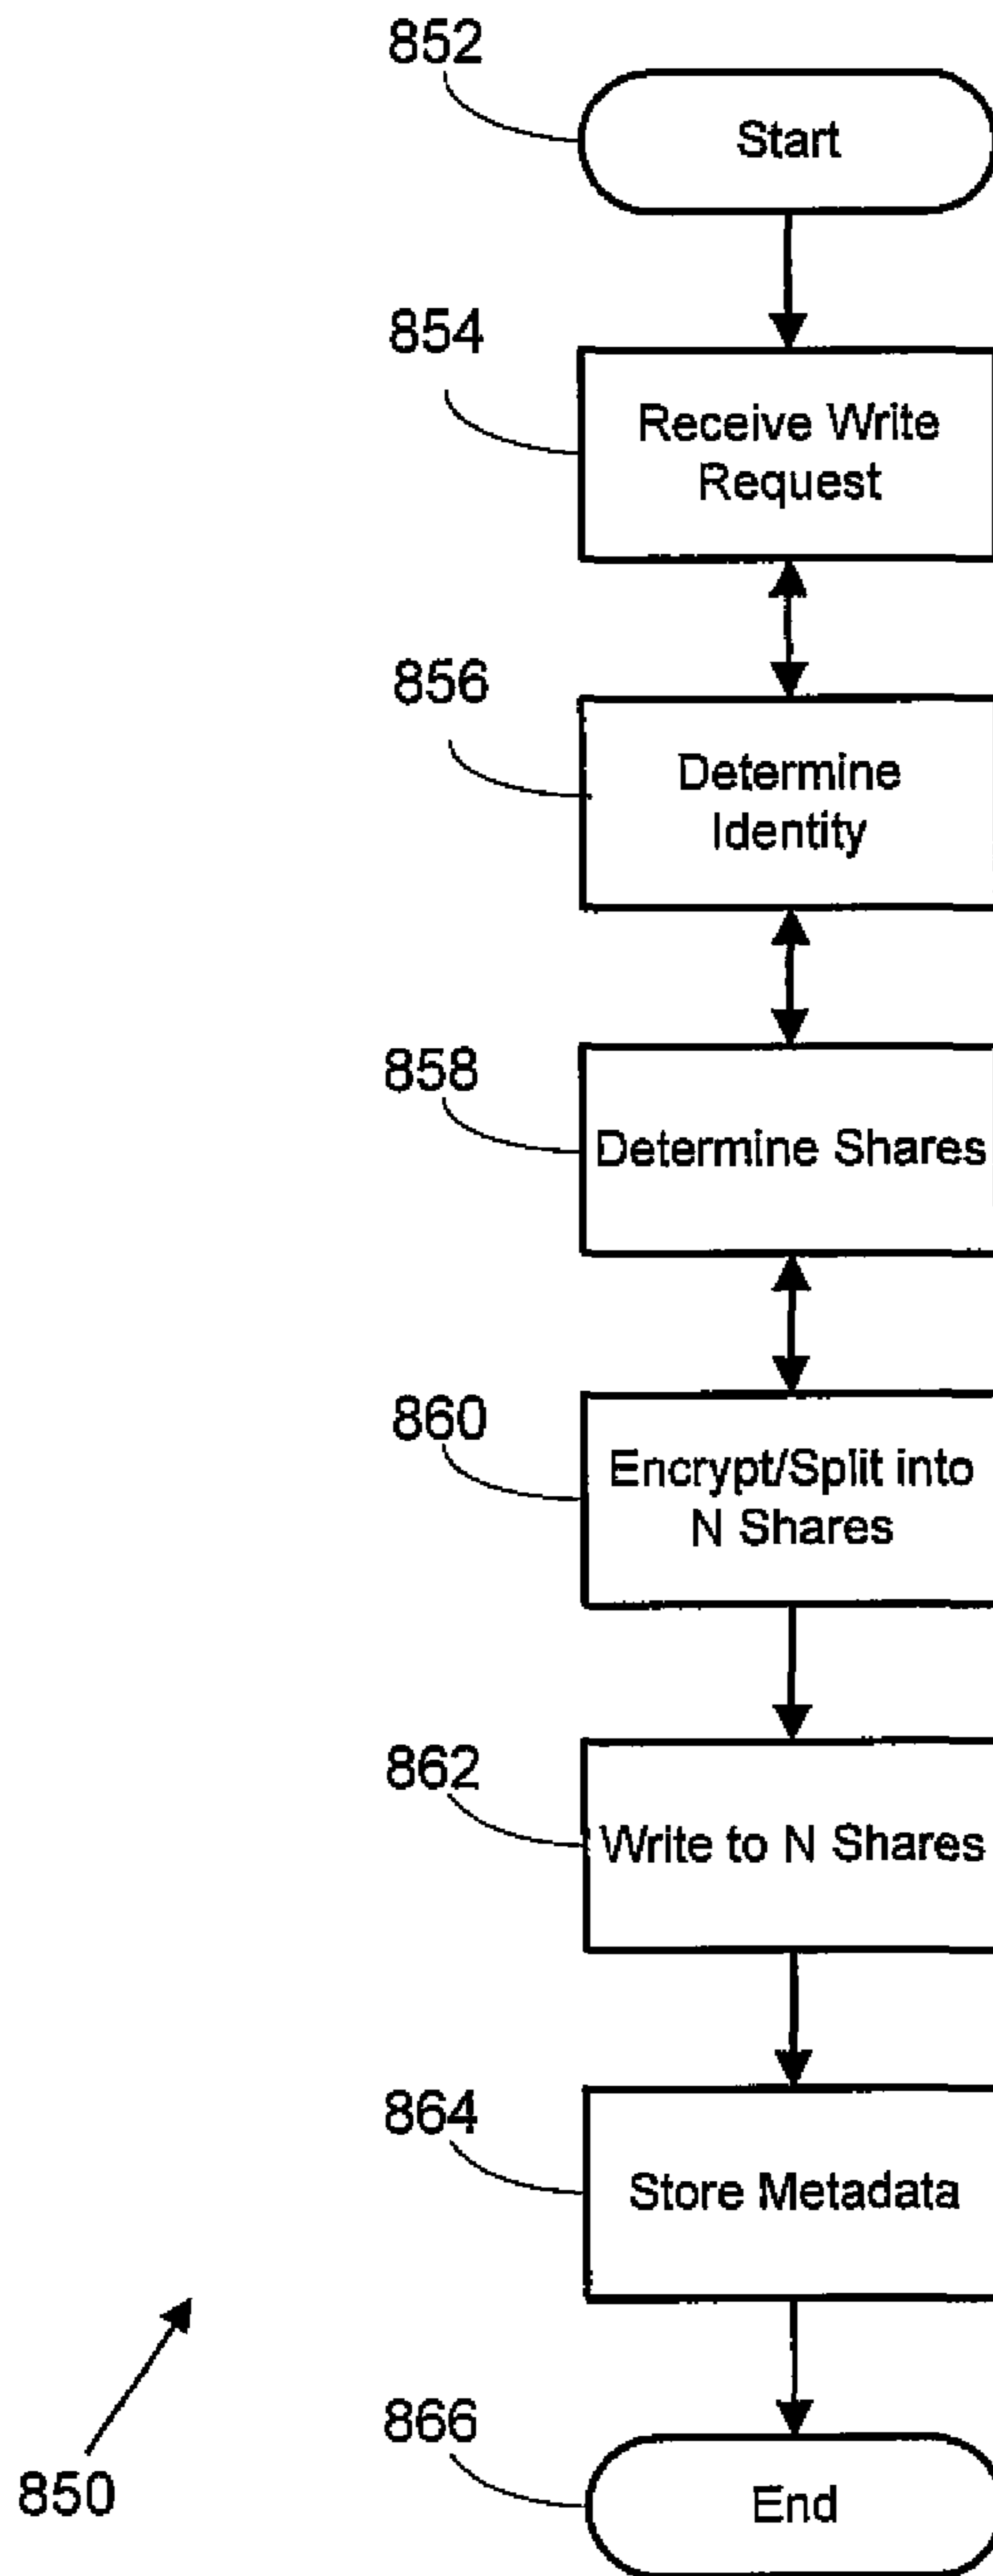 852
Start
854
Receive Write
Request
856
Determine
Identity
858
Determine Shares
860
Encrypt/Split into
N Shares
862
Write to N Shares
864
Store Metadata
866
End
850